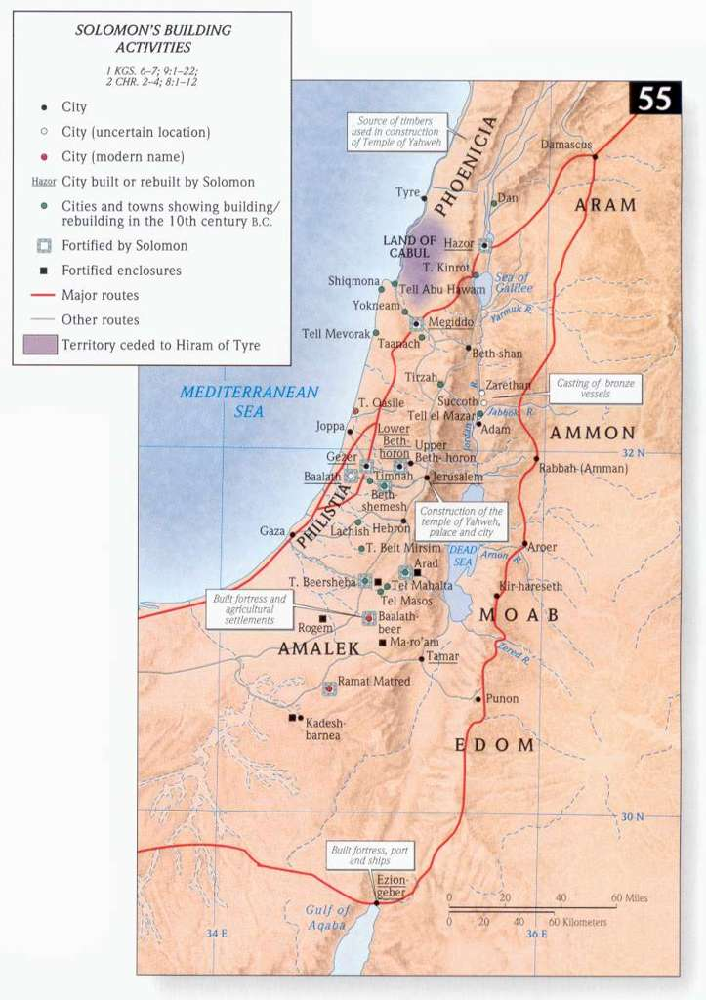 SOLOMON'S BUILDING
ACTIVITIES
1 KGS. 6–7; 9:1–22;
2 CHR. 2–4; 8:1–12
City
City (uncertain location)
City (modern name)
Hazor City built or rebuilt by Solomon
Cities and towns showing building/
rebuilding in the 10th century B.C.
Fortified by Solomon
Fortified enclosures
Major routes
Other routes
Territory ceded to Hiram of Tyre
55
Source of timbers
used in construction
of Temple of Yahweh
PHOENICIA
Damascus
Tyre
Dan
ARAM
LAND OF
CABUL
Hazor
T. Kinrot
Sea of
Galilee
Shiqmona
Tell Abu Hawam
Yokneam
Yarmuk R.
Megiddo
Tell Mevorak
Taanach
Beth-shan
Tirzah
Zarethan
Casting of bronze
vessels
MEDITERRANEAN
SEA
T. Qasile
Succoth
Tell el Mazar
Jabbok R.
Jordan R.
Adam
Joppa
Lower
Beth-
horon
Upper
Beth-horon
AMMON
32 N
Gezer
Rabbah (Amman)
Baalath
Timnah
Jerusalem
Beth-
shemesh
PHILISTIA
Construction of the
temple of Yahweh,
palace and city
Gaza
Lachish
Hebron
T. Beit Mirsim
DEAD
SEA
Arnon R.
Aroer
Arad
T. Beersheba
Tel Mahalta
Tel Masos
Kir-hareseth
Built fortress and
agricultural
settlements
Baalath-
beer
MOAB
Rogem
Ma-ro'am
AMALEK
Zered R.
Tamar
Ramat Matred
Punon
Kadesh-
barnea
EDOM
30 N
Built fortress, port
and ships
Ezion-
geber
0 20 40 60 Miles
0 20 40 60 Kilometers
Gulf of
Aqaba
34 E
36 E